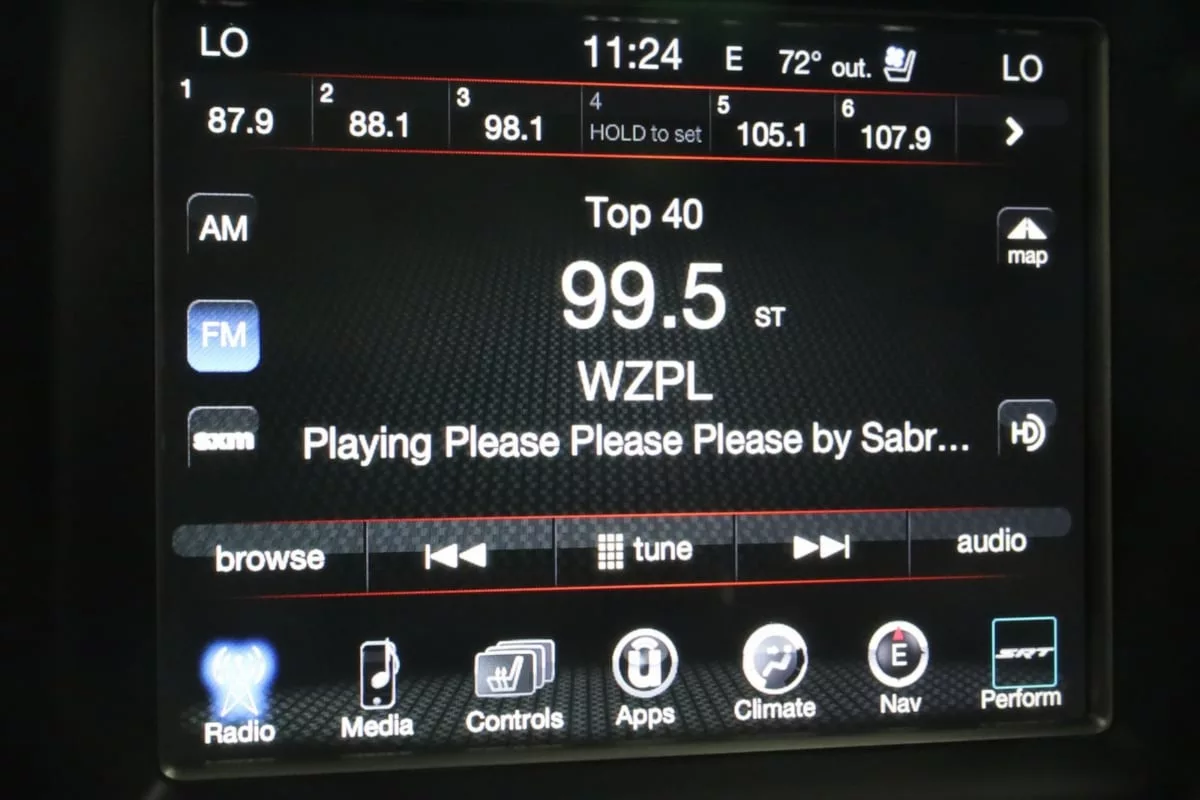 LO 11:24 E 72° out. LO
1 87.9 2 88.1 3 98.1 4 HOLD to set 5 105.1 6 107.9
AM
Top 40
map
99.5 ST
FM
WZPL
sxm
Playing Please Please Please by Sabr...
HD
browse tune audio
E
SRT
Radio Media Controls Apps Climate Nav Perform